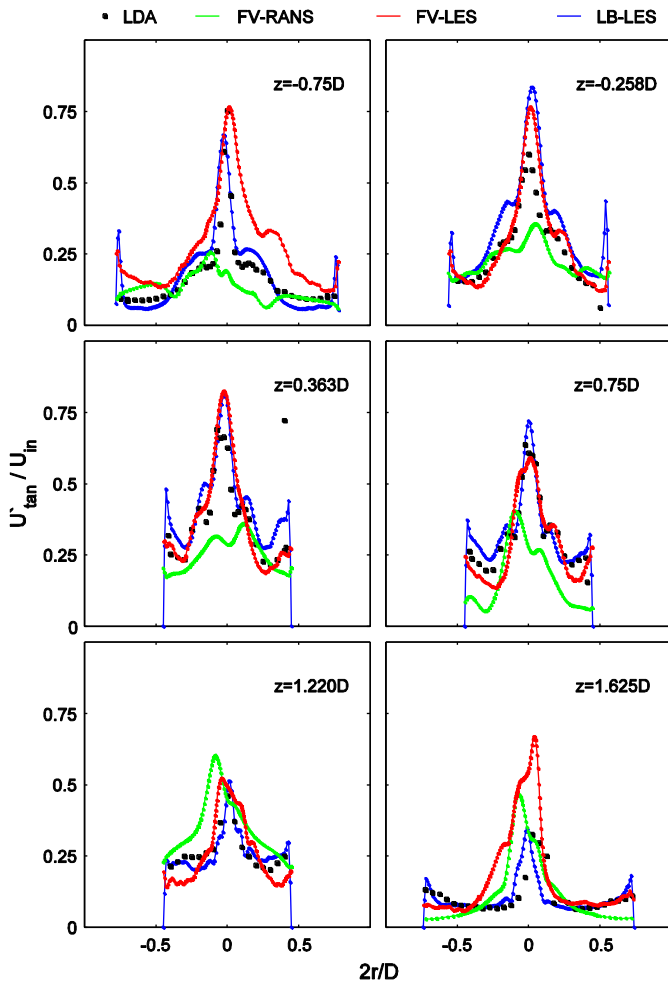 LDA FV-RANS FV-LES LB-LES
z=-0.75D z=-0.258D
0.75
0.5
0.25
0
z=0.363D z=0.75D
0.75
0.5
0.25
0
U`tan / Uin
z=1.220D z=1.625D
0.75
0.5
0.25
0
-0.5 0 0.5 -0.5 0 0.5
2r/D